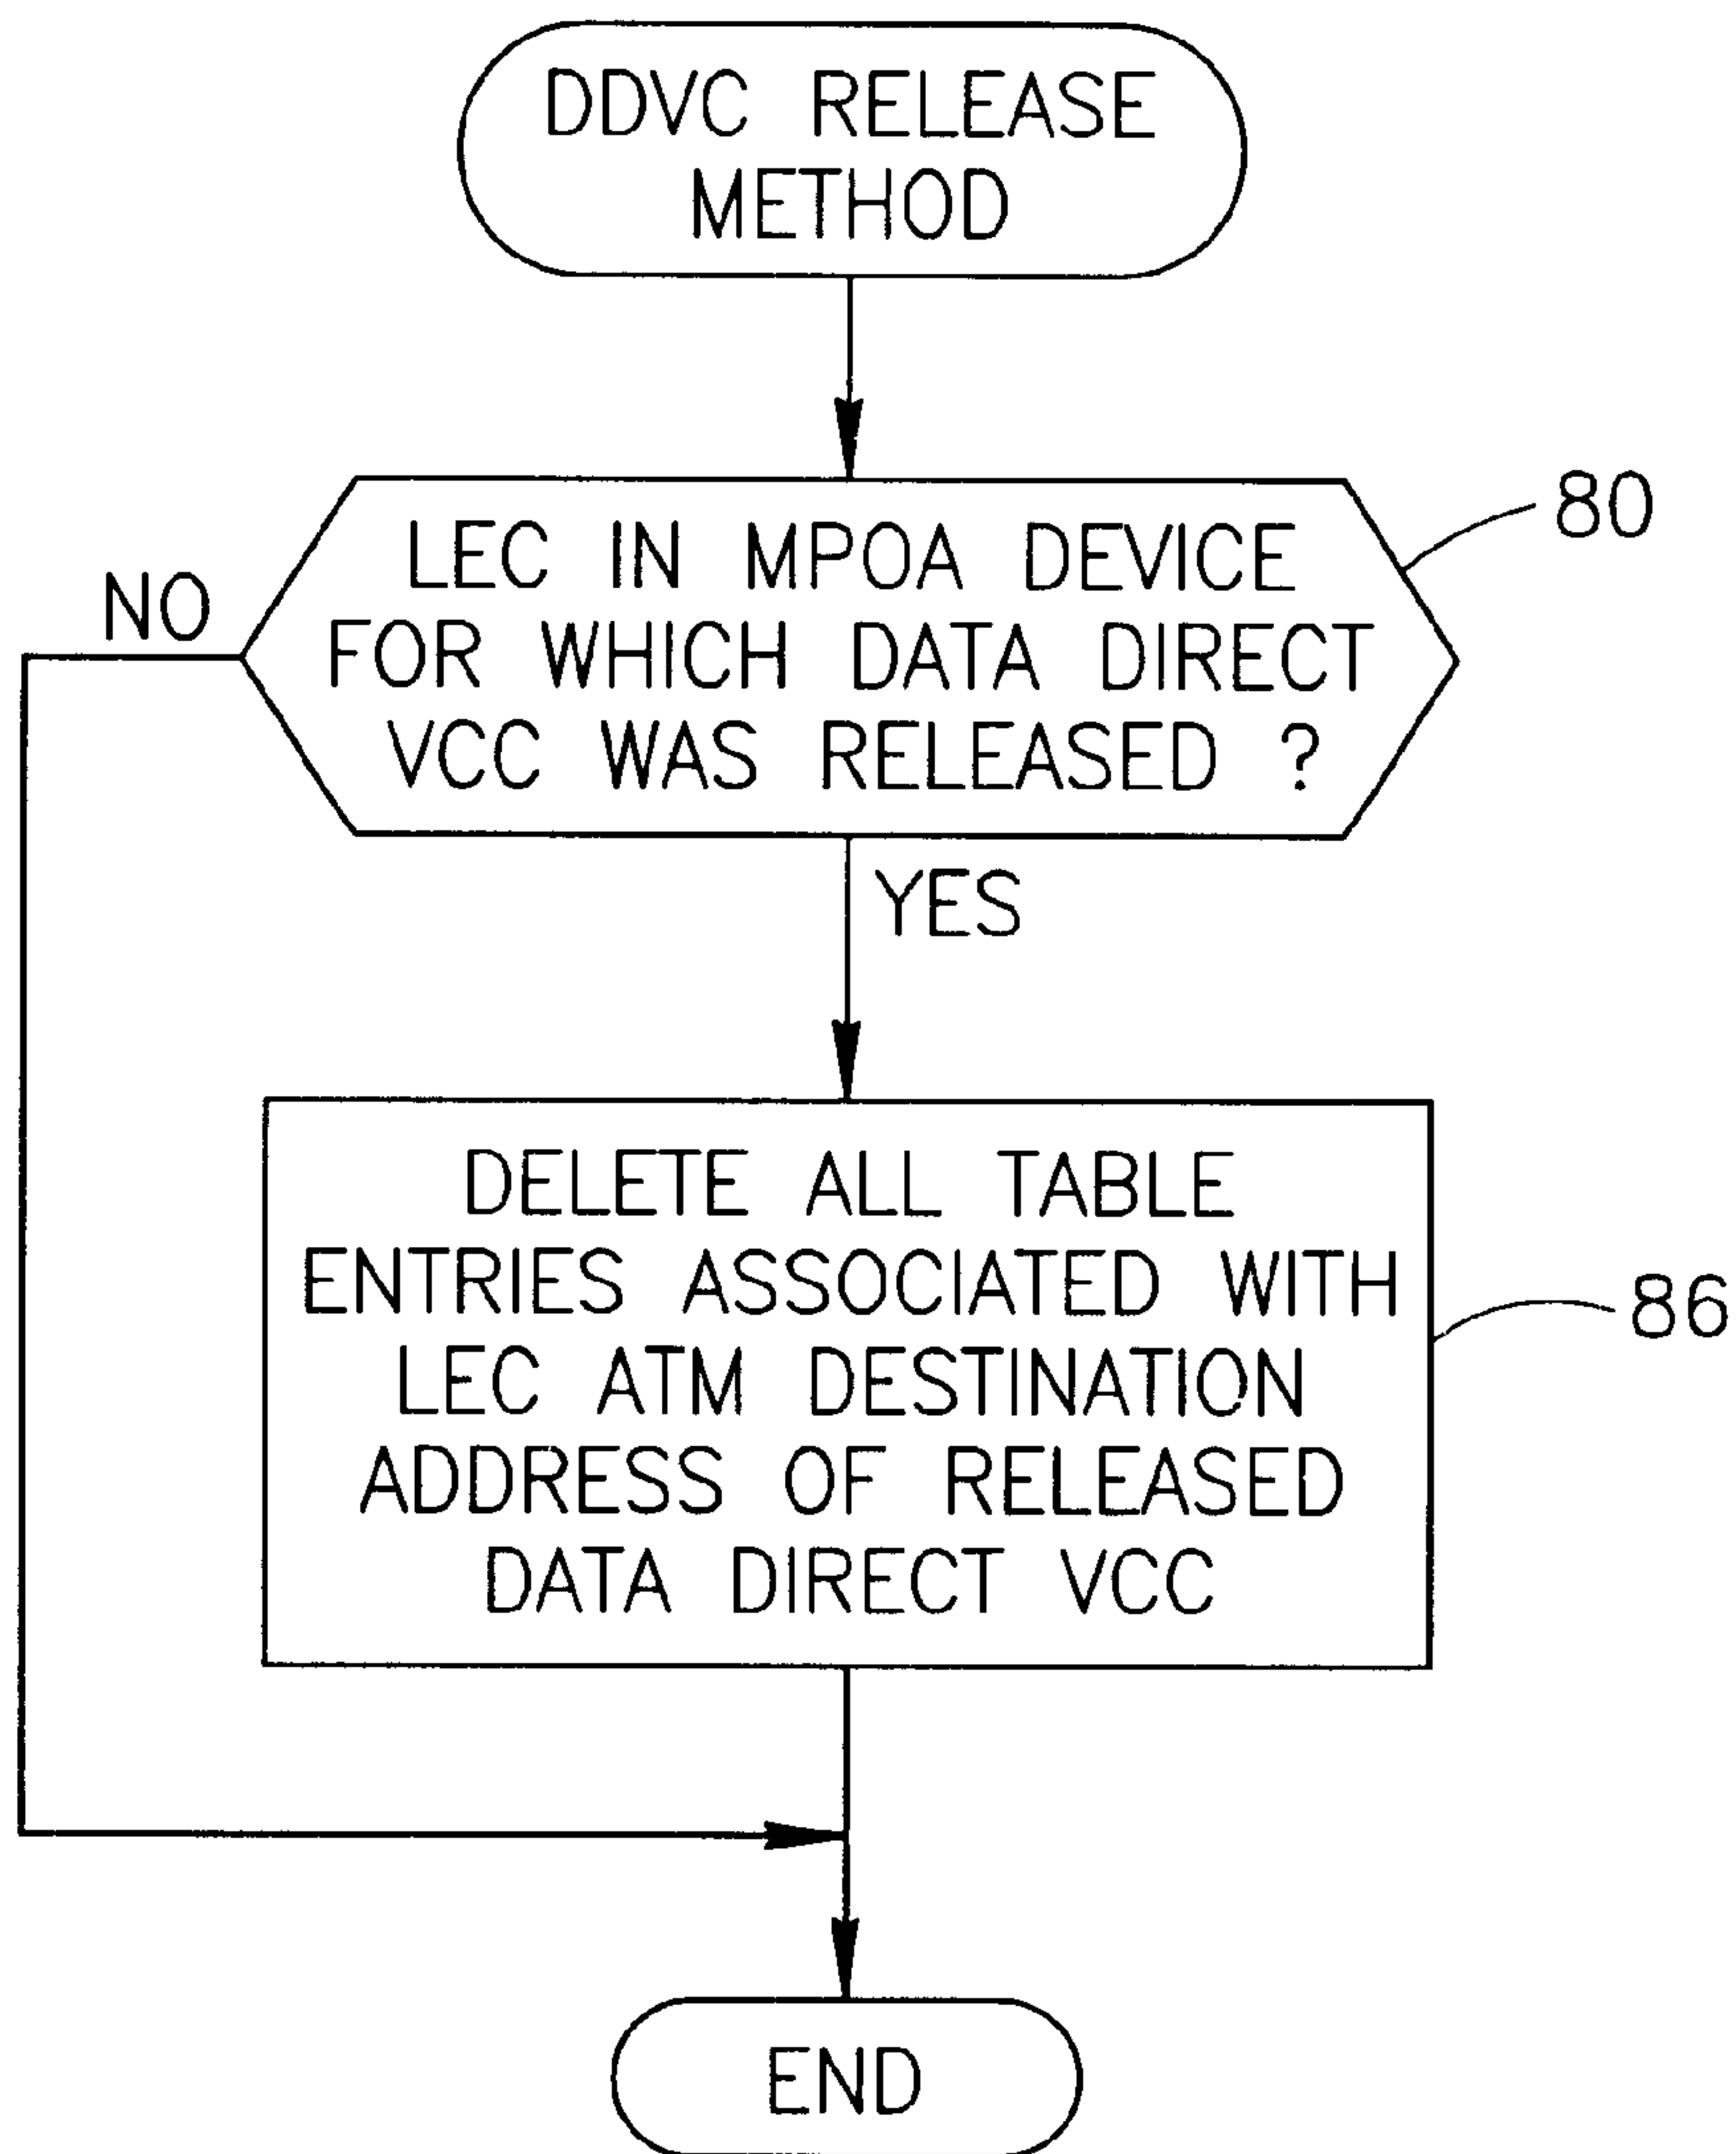 DDVC RELEASE
METHOD
LEC IN MPOA DEVICE
FOR WHICH DATA DIRECT
VCC WAS RELEASED ?
80
NO
YES
DELETE ALL TABLE
ENTRIES ASSOCIATED WITH
LEC ATM DESTINATION
ADDRESS OF RELEASED
DATA DIRECT VCC
86
END